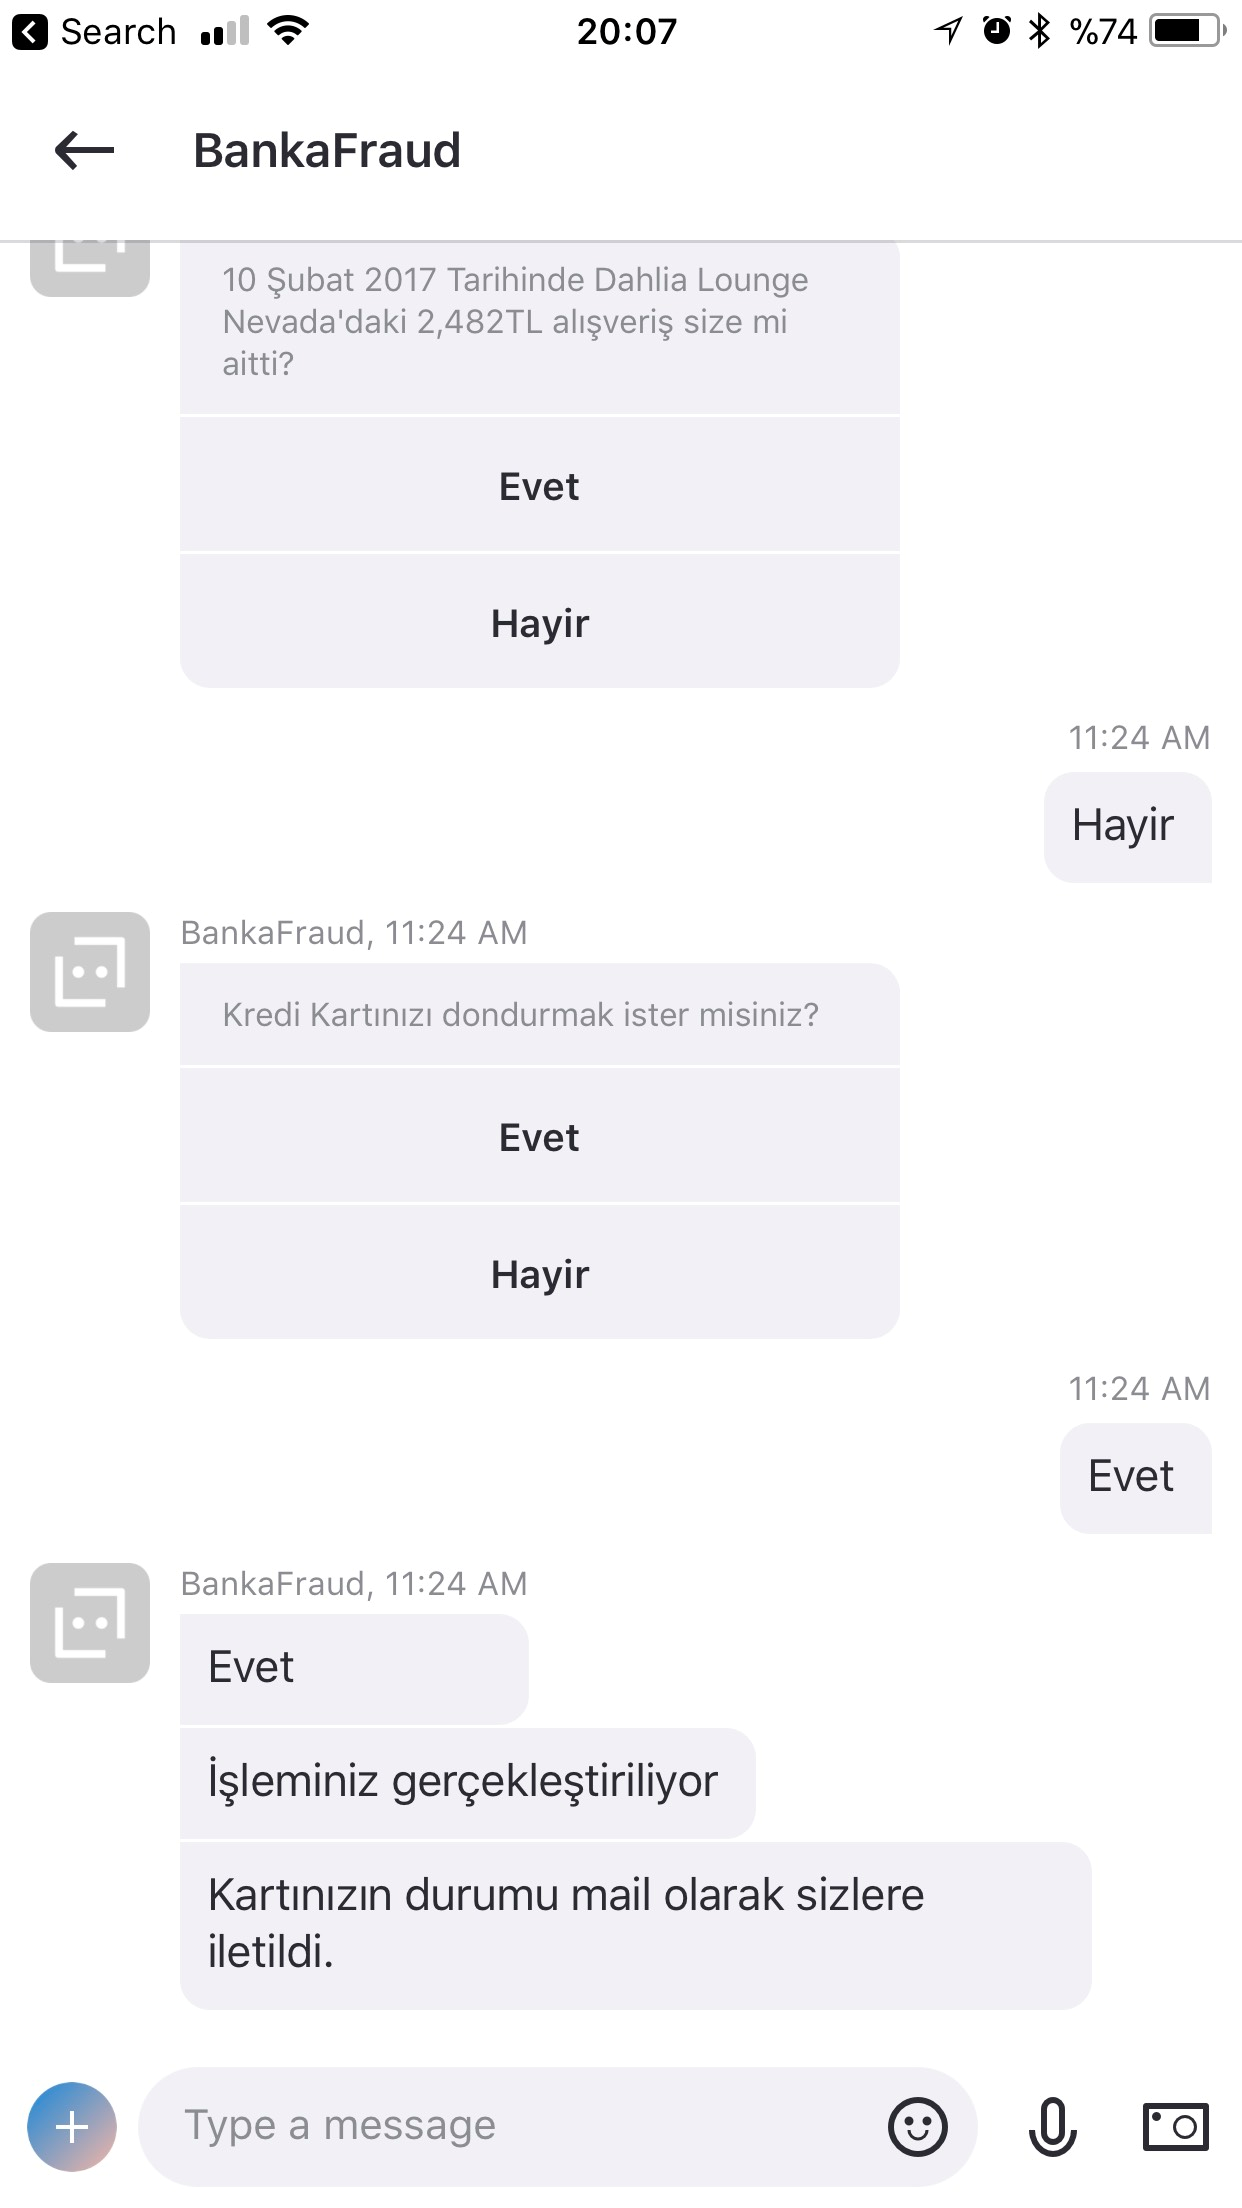 Search
20:07
%74
BankaFraud
10 Şubat 2017 Tarihinde Dahlia Lounge
Nevada'daki 2,482TL alışveriş size mi
aitti?
Evet
Hayir
11:24 AM
Hayir
BankaFraud, 11:24 AM
Kredi Kartınızı dondurmak ister misiniz?
Evet
Hayir
11:24 AM
Evet
BankaFraud, 11:24 AM
Evet
İşleminiz gerçekleştiriliyor
Kartınızın durumu mail olarak sizlere
iletildi.
Type a message